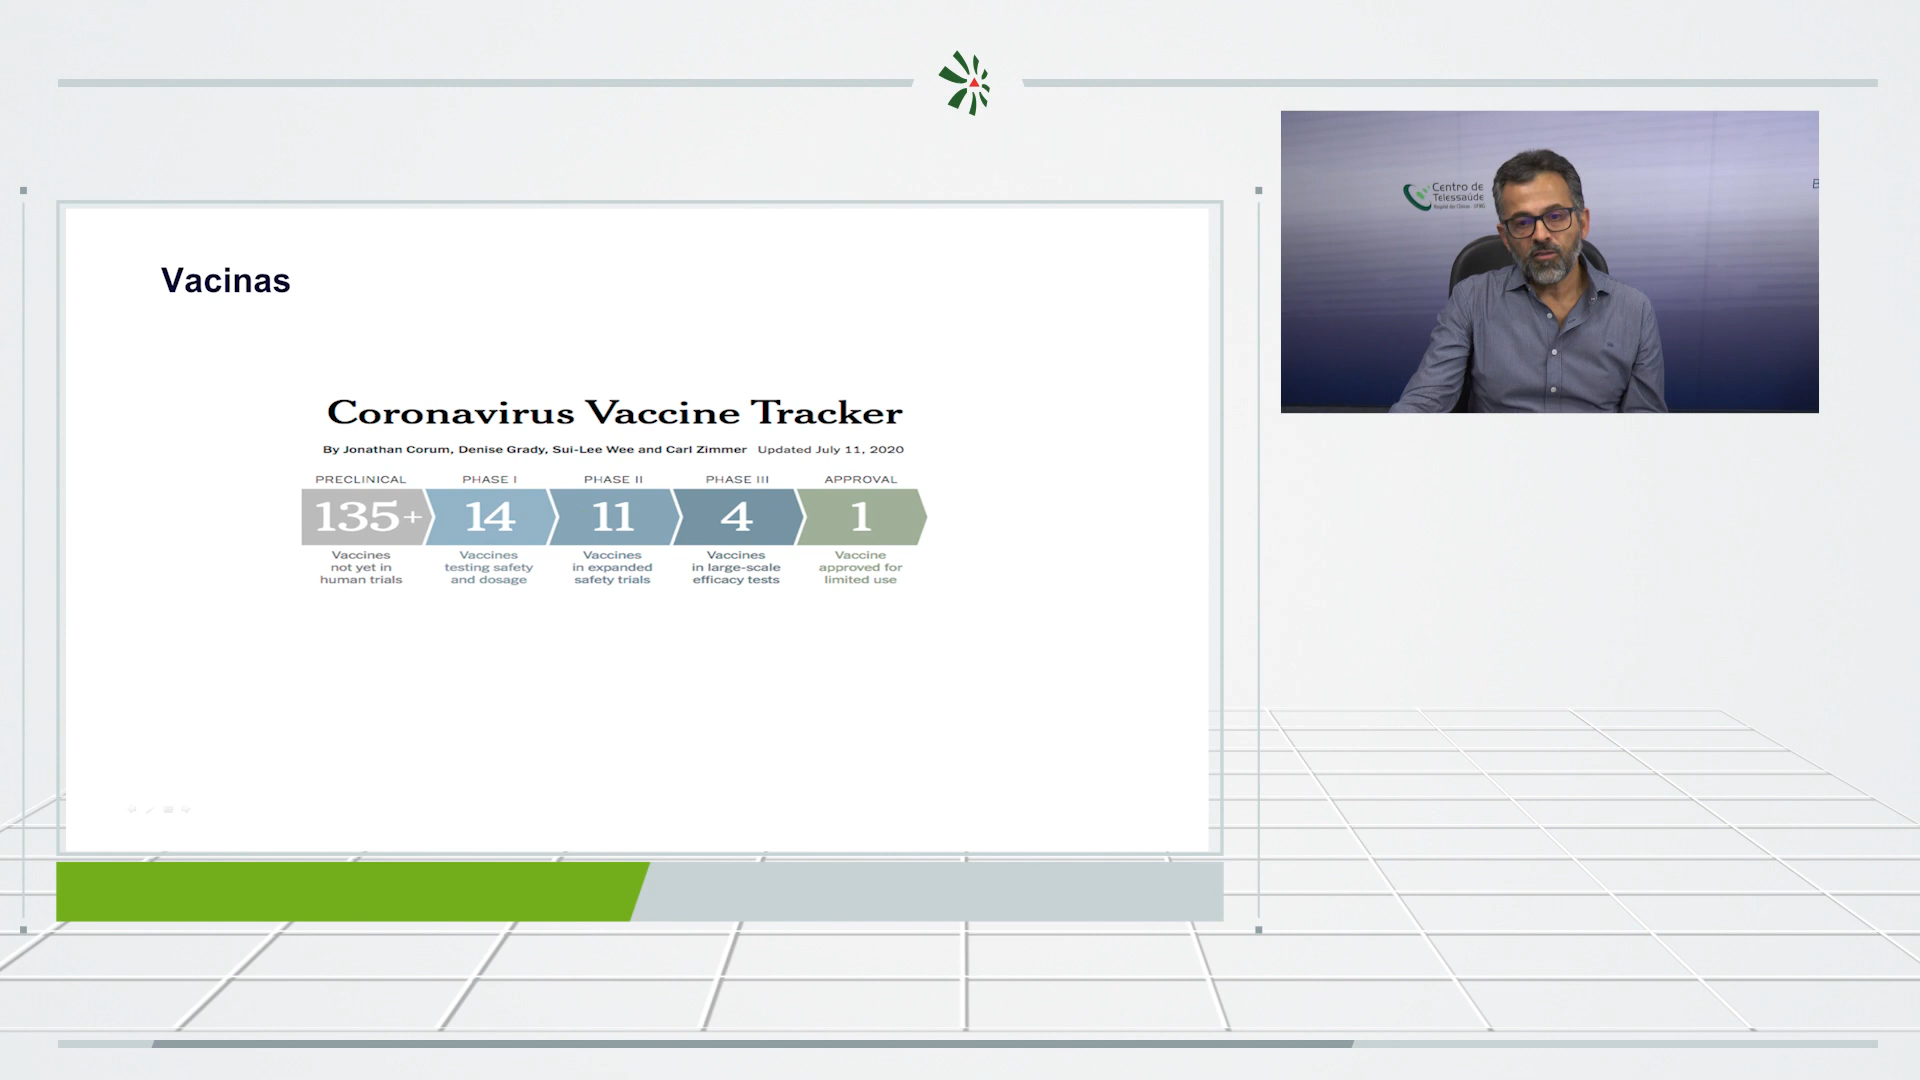 Centro de
Telessaúde
Vacinas
Coronavirus Vaccine Tracker
By Jonathan Corum, Denise Grady, Sui-Lee Wee and Carl Zimmer Updated July 11, 2020
PRECLINICAL PHASE I PHASE II PHASE III APPROVAL
135+ 14 11 4 1
Vaccines Vaccines Vaccines Vaccines Vaccine
not yet in testing safety in expanded in large-scale approved for
human trials and dosage safety trials efficacy tests limited use